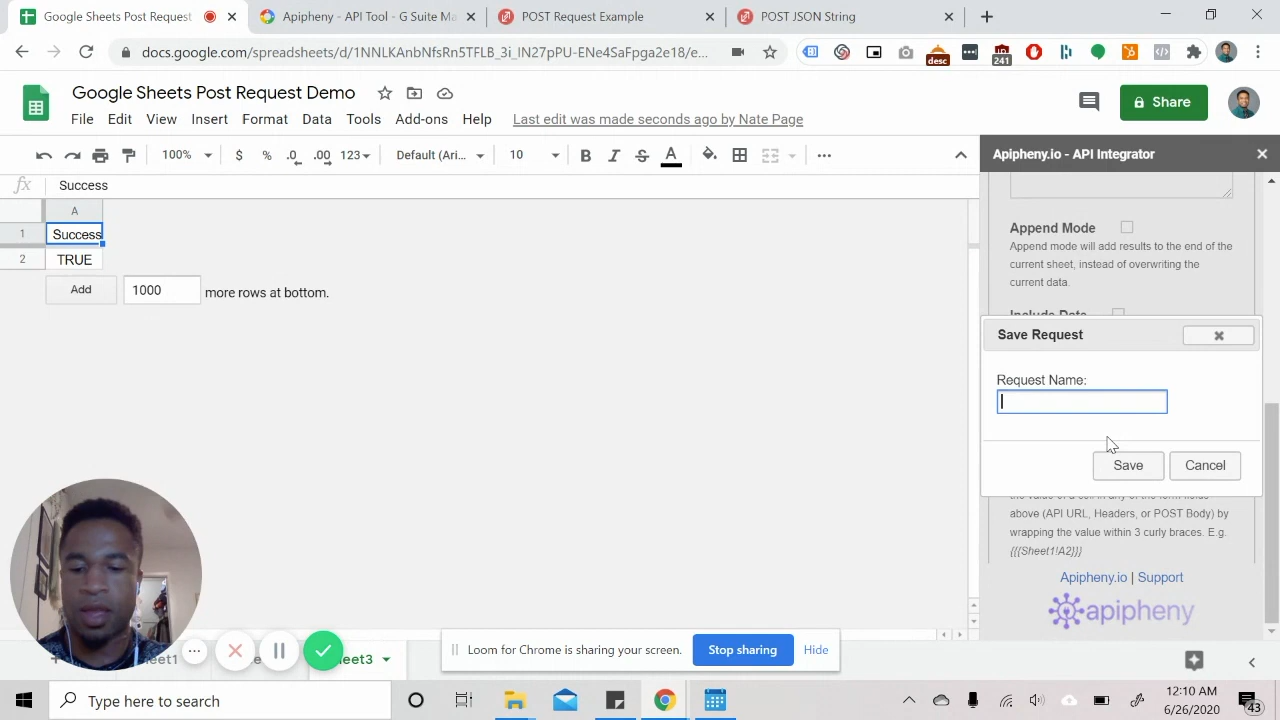 Google Sheets Post Request
Apipheny - API Tool - G Suite Ma
POST Request Example
POST JSON String
docs.google.com/spreadsheets/d/1NNLKAnbNfsRn5TFLB_3i_IN27pPU-ENe4SaFpga2e18/e...
desc
241
Google Sheets Post Request Demo
Share
File Edit View Insert Format Data Tools Add-ons Help Last edit was made seconds ago by Nate Page
100% $ % .0 .00 123 Default (Ari... 10 B I S A
Apipheny.io - API Integrator
fx Success
A
1 Success
2 TRUE
Add 1000 more rows at bottom.
Append Mode
Append mode will add results to the end of the
current sheet, instead of overwriting the
current data.
Include Date
Save Request
Request Name:
Save Cancel
the value of a cell in any of the form fields
above (API URL, Headers, or POST Body) by
wrapping the value within 3 curly braces. E.g.
{{{Sheet1!A2}}}
Apipheny.io | Support
apipheny
Loom for Chrome is sharing your screen. Stop sharing Hide
Type here to search
12:10 AM
6/26/2020
43